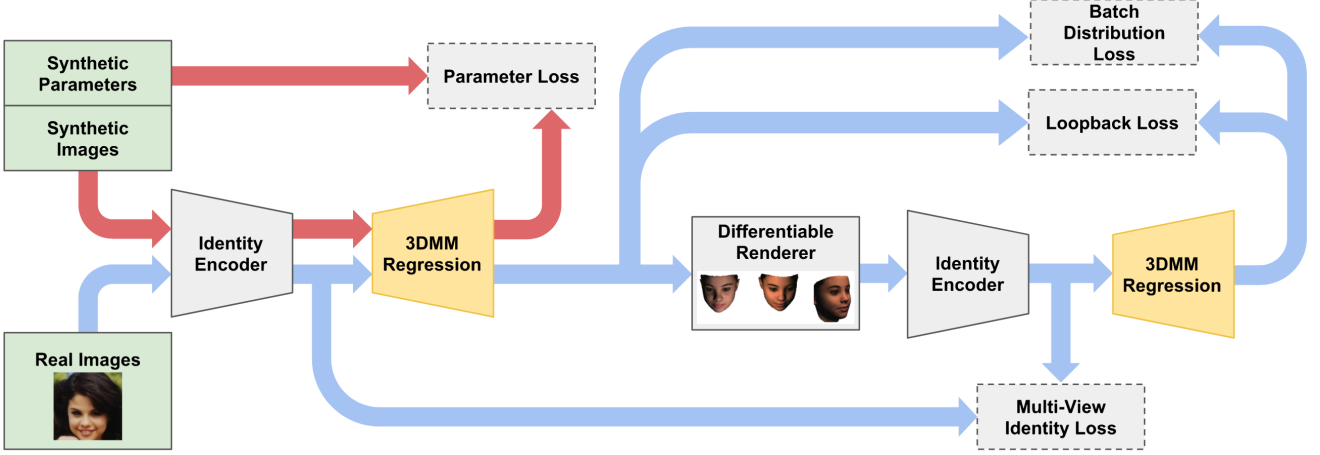 Synthetic
Parameters
Synthetic
Images
Real Images
Identity
Encoder
3DMM
Regression
Parameter Loss
Differentiable
Renderer
Identity
Encoder
3DMM
Regression
Batch
Distribution
Loss
Loopback Loss
Multi-View
Identity Loss